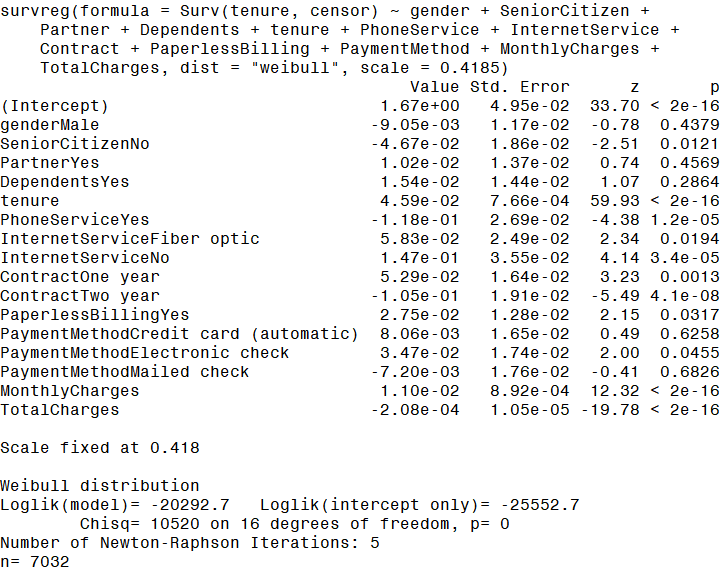 survreg(formula = Surv(tenure, censor) ~ gender + SeniorCitizen +
    Partner + Dependents + tenure + PhoneService + InternetService +
    Contract + PaperlessBilling + PaymentMethod + MonthlyCharges +
    TotalCharges, dist = "weibull", scale = 0.4185)
                                        Value Std. Error      z       p
(Intercept)                          1.67e+00   4.95e-02  33.70 < 2e-16
genderMale                          -9.05e-03   1.17e-02  -0.78  0.4379
SeniorCitizenNo                     -4.67e-02   1.86e-02  -2.51  0.0121
PartnerYes                           1.02e-02   1.37e-02   0.74  0.4569
DependentsYes                        1.54e-02   1.44e-02   1.07  0.2864
tenure                               4.59e-02   7.66e-04  59.93 < 2e-16
PhoneServiceYes                     -1.18e-01   2.69e-02  -4.38 1.2e-05
InternetServiceFiber optic           5.83e-02   2.49e-02   2.34  0.0194
InternetServiceNo                    1.47e-01   3.55e-02   4.14 3.4e-05
ContractOne year                     5.29e-02   1.64e-02   3.23  0.0013
ContractTwo year                    -1.05e-01   1.91e-02  -5.49 4.1e-08
PaperlessBillingYes                  2.75e-02   1.28e-02   2.15  0.0317
PaymentMethodCredit card (automatic) 8.06e-03   1.65e-02   0.49  0.6258
PaymentMethodElectronic check        3.47e-02   1.74e-02   2.00  0.0455
PaymentMethodMailed check           -7.20e-03   1.76e-02  -0.41  0.6826
MonthlyCharges                       1.10e-02   8.92e-04  12.32 < 2e-16
TotalCharges                        -2.08e-04   1.05e-05 -19.78 < 2e-16

Scale fixed at 0.418

Weibull distribution
Loglik(model)= -20292.7   Loglik(intercept only)= -25552.7
        Chisq= 10520 on 16 degrees of freedom, p= 0
Number of Newton-Raphson Iterations: 5
n= 7032